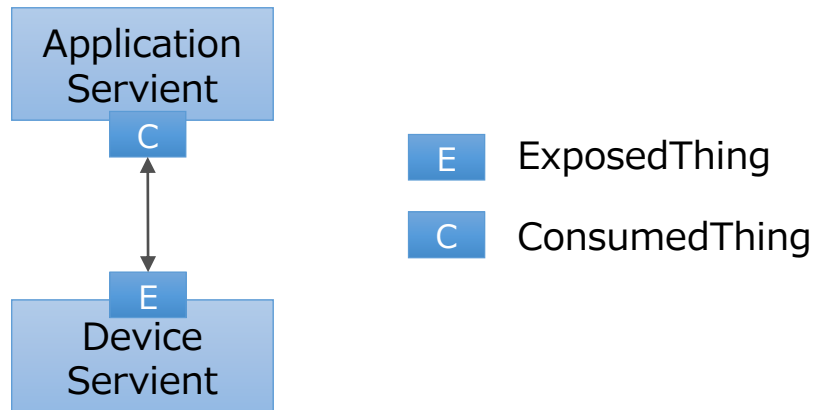 Application
Servient
C
E
Device
Servient
E ExposedThing
C ConsumedThing